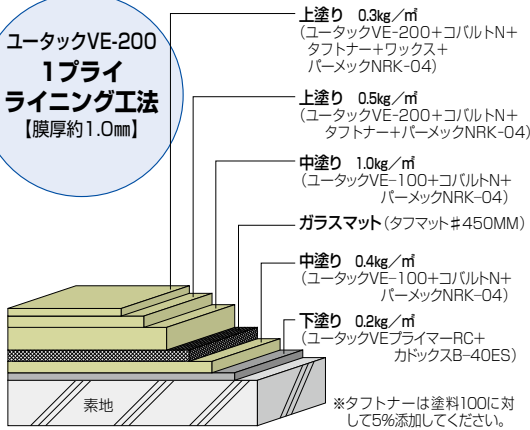 ユータックVE-200
1プライ
ライニング工法
【膜厚約1.0㎜】
上塗り 0.3㎏／㎡
（ユータックVE-200＋コバルトN＋
タフトナー＋ワックス＋
パーメックNRK-04）
上塗り 0.5㎏／㎡
（ユータックVE-200＋コバルトN＋
タフトナー＋パーメックNRK-04）
中塗り 1.0㎏／㎡
（ユータックVE-100＋コバルトN＋
パーメックNRK-04）
ガラスマット（タフマット＃450MM）
中塗り 0.4㎏／㎡
（ユータックVE-100＋コバルトN＋
パーメックNRK-04）
下塗り 0.2㎏／㎡
（ユータックVEプライマーRC＋
カドックスB-40ES）
素地
※タフトナーは塗料100に対
して5％添加してください。